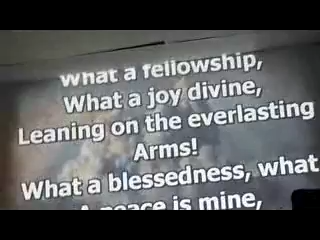 What a fellowship,
What a joy divine,
Leaning on the everlasting
Arms!
What a blessedness, what
A peace is mine,